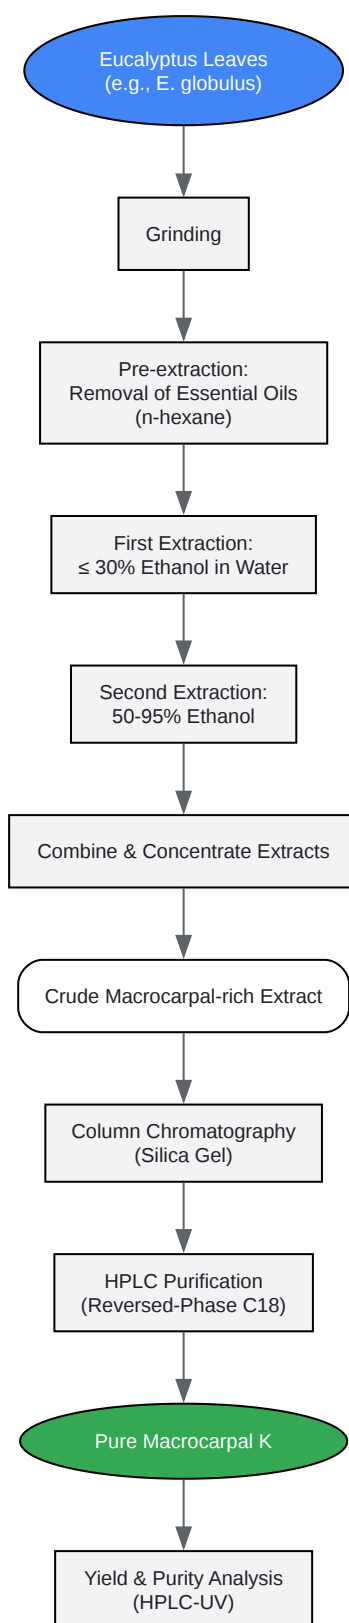 Eucalyptus Leaves
(e.g., E. globulus)
Grinding
Pre-extraction:
Removal of Essential Oils
(n-hexane)
First Extraction:
≤ 30% Ethanol in Water
Second Extraction:
50-95% Ethanol
Combine & Concentrate Extracts
Crude Macrocarpal-rich Extract
Column Chromatography
(Silica Gel)
HPLC Purification
(Reversed-Phase C18)
Pure Macrocarpal K
Yield & Purity Analysis
(HPLC-UV)